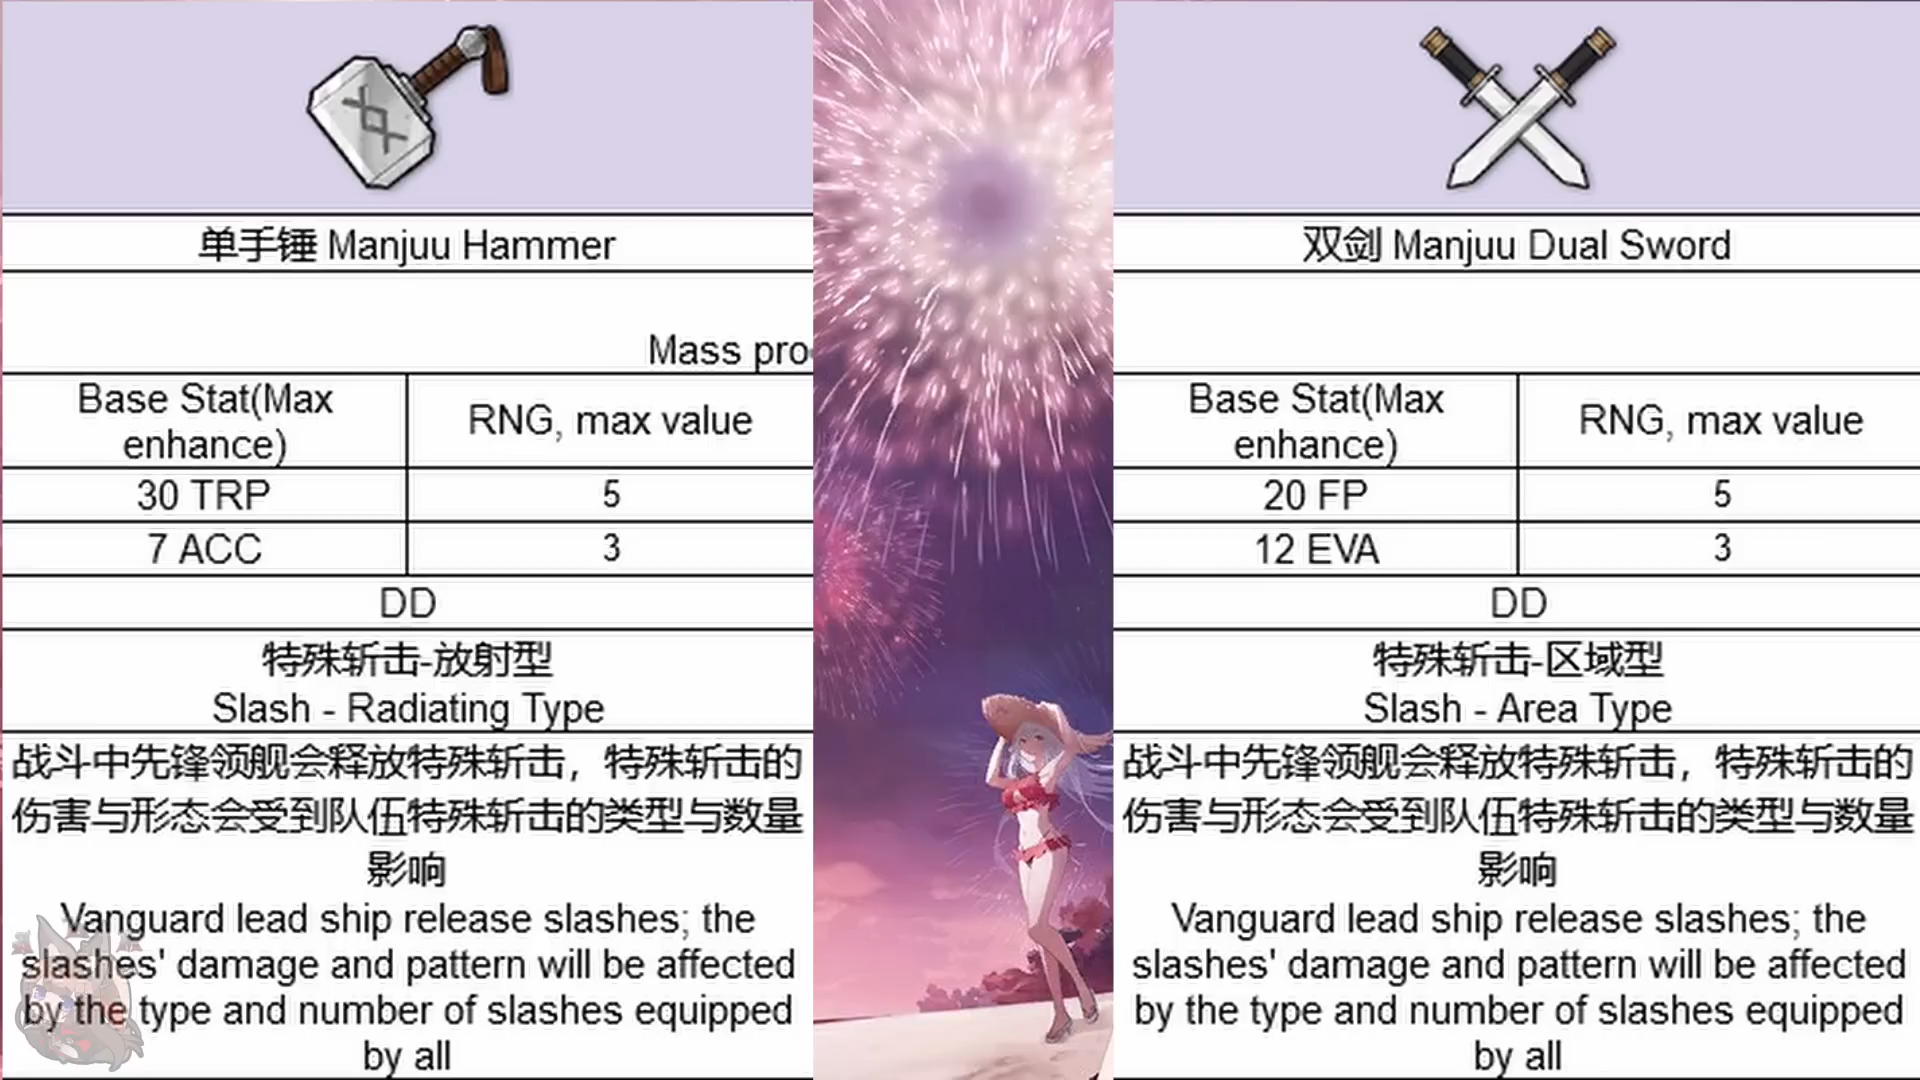 单手锤 Manjuu Hammer
Mass pro
Base Stat(Max
enhance)
RNG, max value
30 TRP
5
7 ACC
3
DD
特殊斩击-放射型
Slash - Radiating Type
战斗中先锋领舰会释放特殊斩击，特殊斩击的
伤害与形态会受到队伍特殊斩击的类型与数量
影响
Vanguard lead ship release slashes; the
slashes' damage and pattern will be affected
by the type and number of slashes equipped
by all
双剑 Manjuu Dual Sword
Base Stat(Max
enhance)
RNG, max value
20 FP
5
12 EVA
3
DD
特殊斩击-区域型
Slash - Area Type
战斗中先锋领舰会释放特殊斩击，特殊斩击的
伤害与形态会受到队伍特殊斩击的类型与数量
影响
Vanguard lead ship release slashes; the
slashes' damage and pattern will be affected
by the type and number of slashes equipped
by all